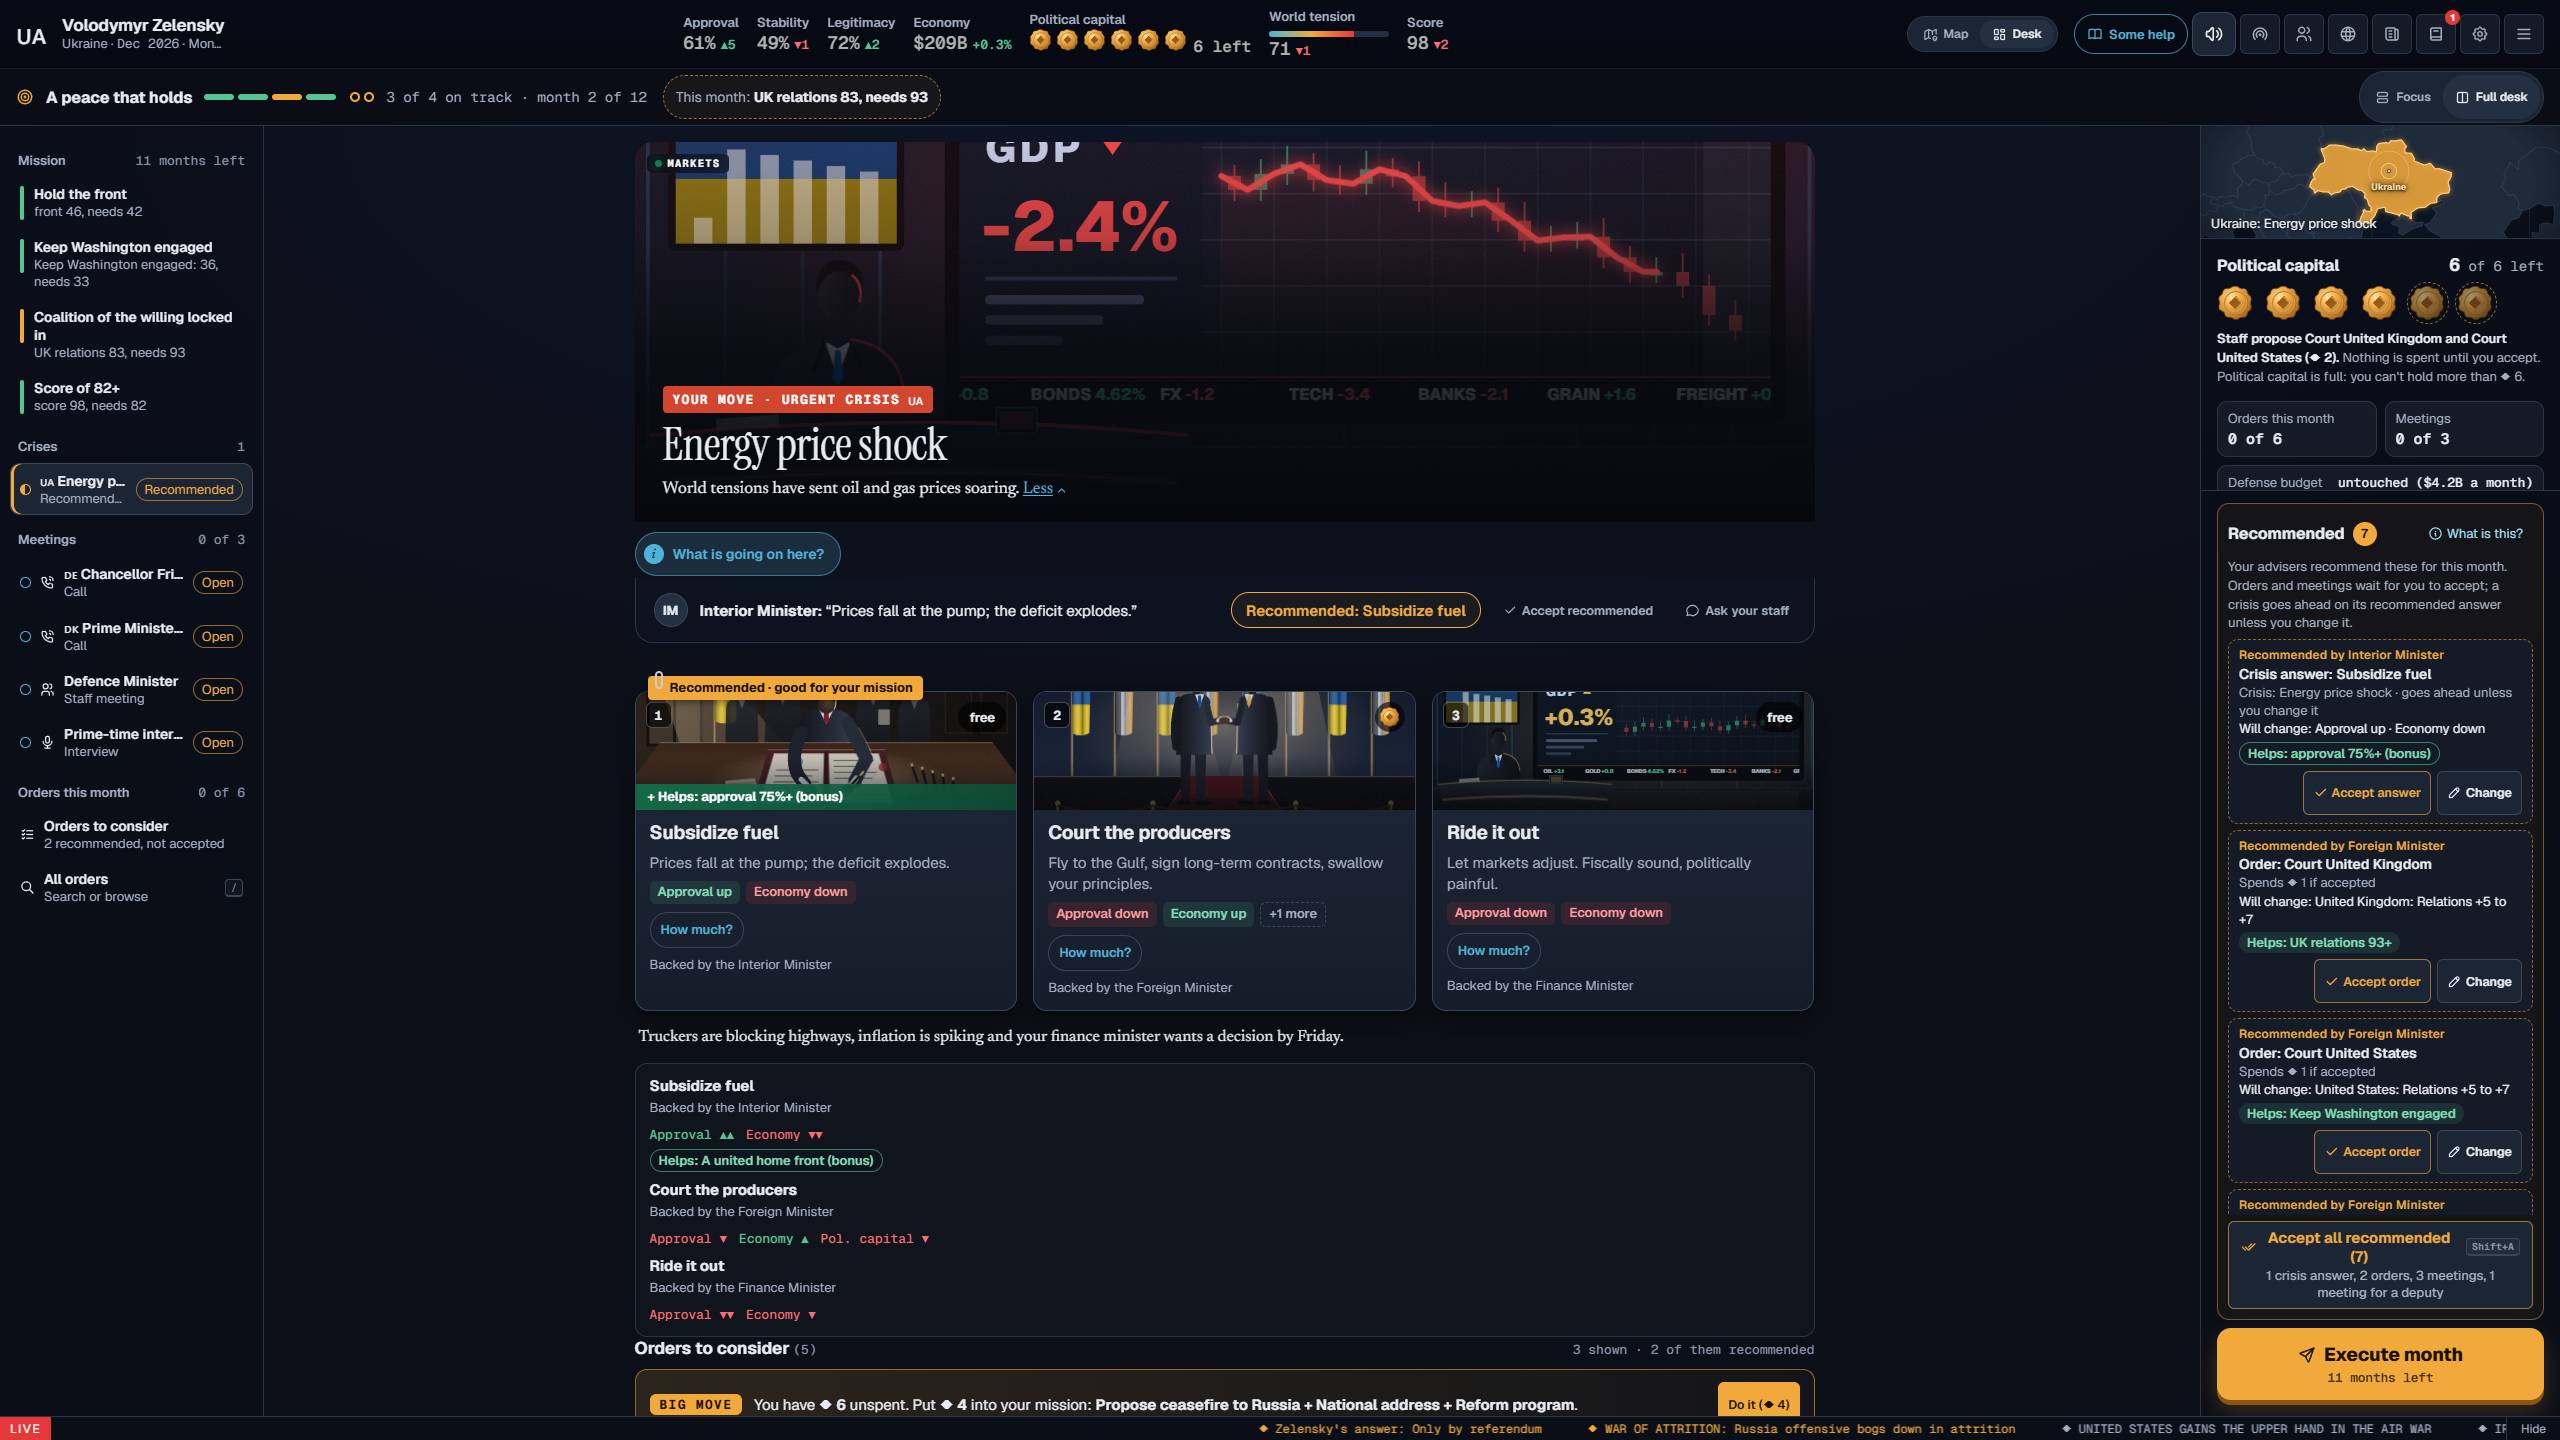 UA
Volodymyr Zelensky
Ukraine · Dec 2026 · Mon…
Approval
61% ▲5
Stability
49% ▼1
Legitimacy
72% ▲2
Economy
$209B +0.3%
Political capital
6 left
World tension
71 ▼1
Score
98 ▼2
Map
Desk
Some help
1
A peace that holds
3 of 4 on track · month 2 of 12
This month: UK relations 83, needs 93
Focus
Full desk
Mission
11 months left
Hold the front
front 46, needs 42
Keep Washington engaged
Keep Washington engaged: 36,
needs 33
Coalition of the willing locked
in
UK relations 83, needs 93
Score of 82+
score 98, needs 82
Crises
1
UA Energy p…
Recommend…
Recommended
Meetings
0 of 3
DE Chancellor Fri…
Call
Open
DK Prime Ministe…
Call
Open
Defence Minister
Staff meeting
Open
Prime-time inter…
Interview
Open
Orders this month
0 of 6
Orders to consider
2 recommended, not accepted
All orders
Search or browse
/
MARKETS
GDP ▼
-2.4%
-0.8
BONDS 4.62%
FX -1.2
TECH -3.4
BANKS -2.1
GRAIN +1.6
FREIGHT +0
YOUR MOVE · URGENT CRISIS UA
Energy price shock
World tensions have sent oil and gas prices soaring. Less
What is going on here?
IM
Interior Minister: “Prices fall at the pump; the deficit explodes.”
Recommended: Subsidize fuel
Accept recommended
Ask your staff
Recommended · good for your mission
1
free
+ Helps: approval 75%+ (bonus)
Subsidize fuel
Prices fall at the pump; the deficit explodes.
Approval up
Economy down
How much?
Backed by the Interior Minister
2
Court the producers
Fly to the Gulf, sign long-term contracts, swallow
your principles.
Approval down
Economy up
+1 more
How much?
Backed by the Foreign Minister
3
GDP
+0.3%
free
Ride it out
Let markets adjust. Fiscally sound, politically
painful.
Approval down
Economy down
How much?
Backed by the Finance Minister
Truckers are blocking highways, inflation is spiking and your finance minister wants a decision by Friday.
Subsidize fuel
Backed by the Interior Minister
Approval ▲▲ Economy ▼▼
Helps: A united home front (bonus)
Court the producers
Backed by the Foreign Minister
Approval ▼ Economy ▲ Pol. capital ▼
Ride it out
Backed by the Finance Minister
Approval ▼▼ Economy ▼
Orders to consider (5)
3 shown · 2 of them recommended
BIG MOVE
You have ◆ 6 unspent. Put ◆ 4 into your mission: Propose ceasefire to Russia + National address + Reform program.
Do it (◆ 4)
Ukraine
Ukraine: Energy price shock
Political capital
6 of 6 left
Staff propose Court United Kingdom and Court
United States (◆ 2). Nothing is spent until you accept.
Political capital is full: you can't hold more than ◆ 6.
Orders this month
0 of 6
Meetings
0 of 3
Defense budget
untouched ($4.2B a month)
Recommended 7
What is this?
Your advisers recommend these for this month.
Orders and meetings wait for you to accept; a
crisis goes ahead on its recommended answer
unless you change it.
Recommended by Interior Minister
Crisis answer: Subsidize fuel
Crisis: Energy price shock · goes ahead unless
you change it
Will change: Approval up · Economy down
Helps: approval 75%+ (bonus)
Accept answer
Change
Recommended by Foreign Minister
Order: Court United Kingdom
Spends ◆ 1 if accepted
Will change: United Kingdom: Relations +5 to
+7
Helps: UK relations 93+
Accept order
Change
Recommended by Foreign Minister
Order: Court United States
Spends ◆ 1 if accepted
Will change: United States: Relations +5 to +7
Helps: Keep Washington engaged
Accept order
Change
Recommended by Foreign Minister
Accept all recommended
(7)
Shift+A
1 crisis answer, 2 orders, 3 meetings, 1
meeting for a deputy
Execute month
11 months left
LIVE
◆ Zelensky's answer: Only by referendum
◆ WAR OF ATTRITION: Russia offensive bogs down in attrition
◆ UNITED STATES GAINS THE UPPER HAND IN THE AIR WAR
Hide